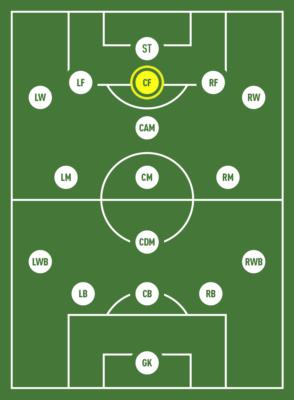 ST
LF CF RF
LW RW
CAM
LM CM RM
CDM
LWB RWB
LB CB RB
GK